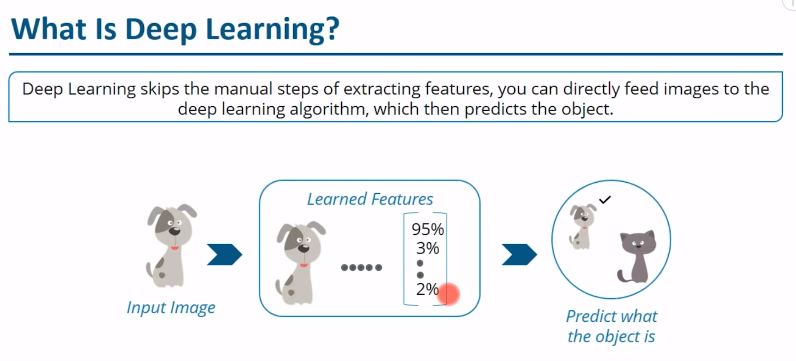 What Is Deep Learning?
Deep Learning skips the manual steps of extracting features, you can directly feed images to the
deep learning algorithm, which then predicts the object.
Learned Features
95%
3%
2%
Input Image
Predict what
the object is